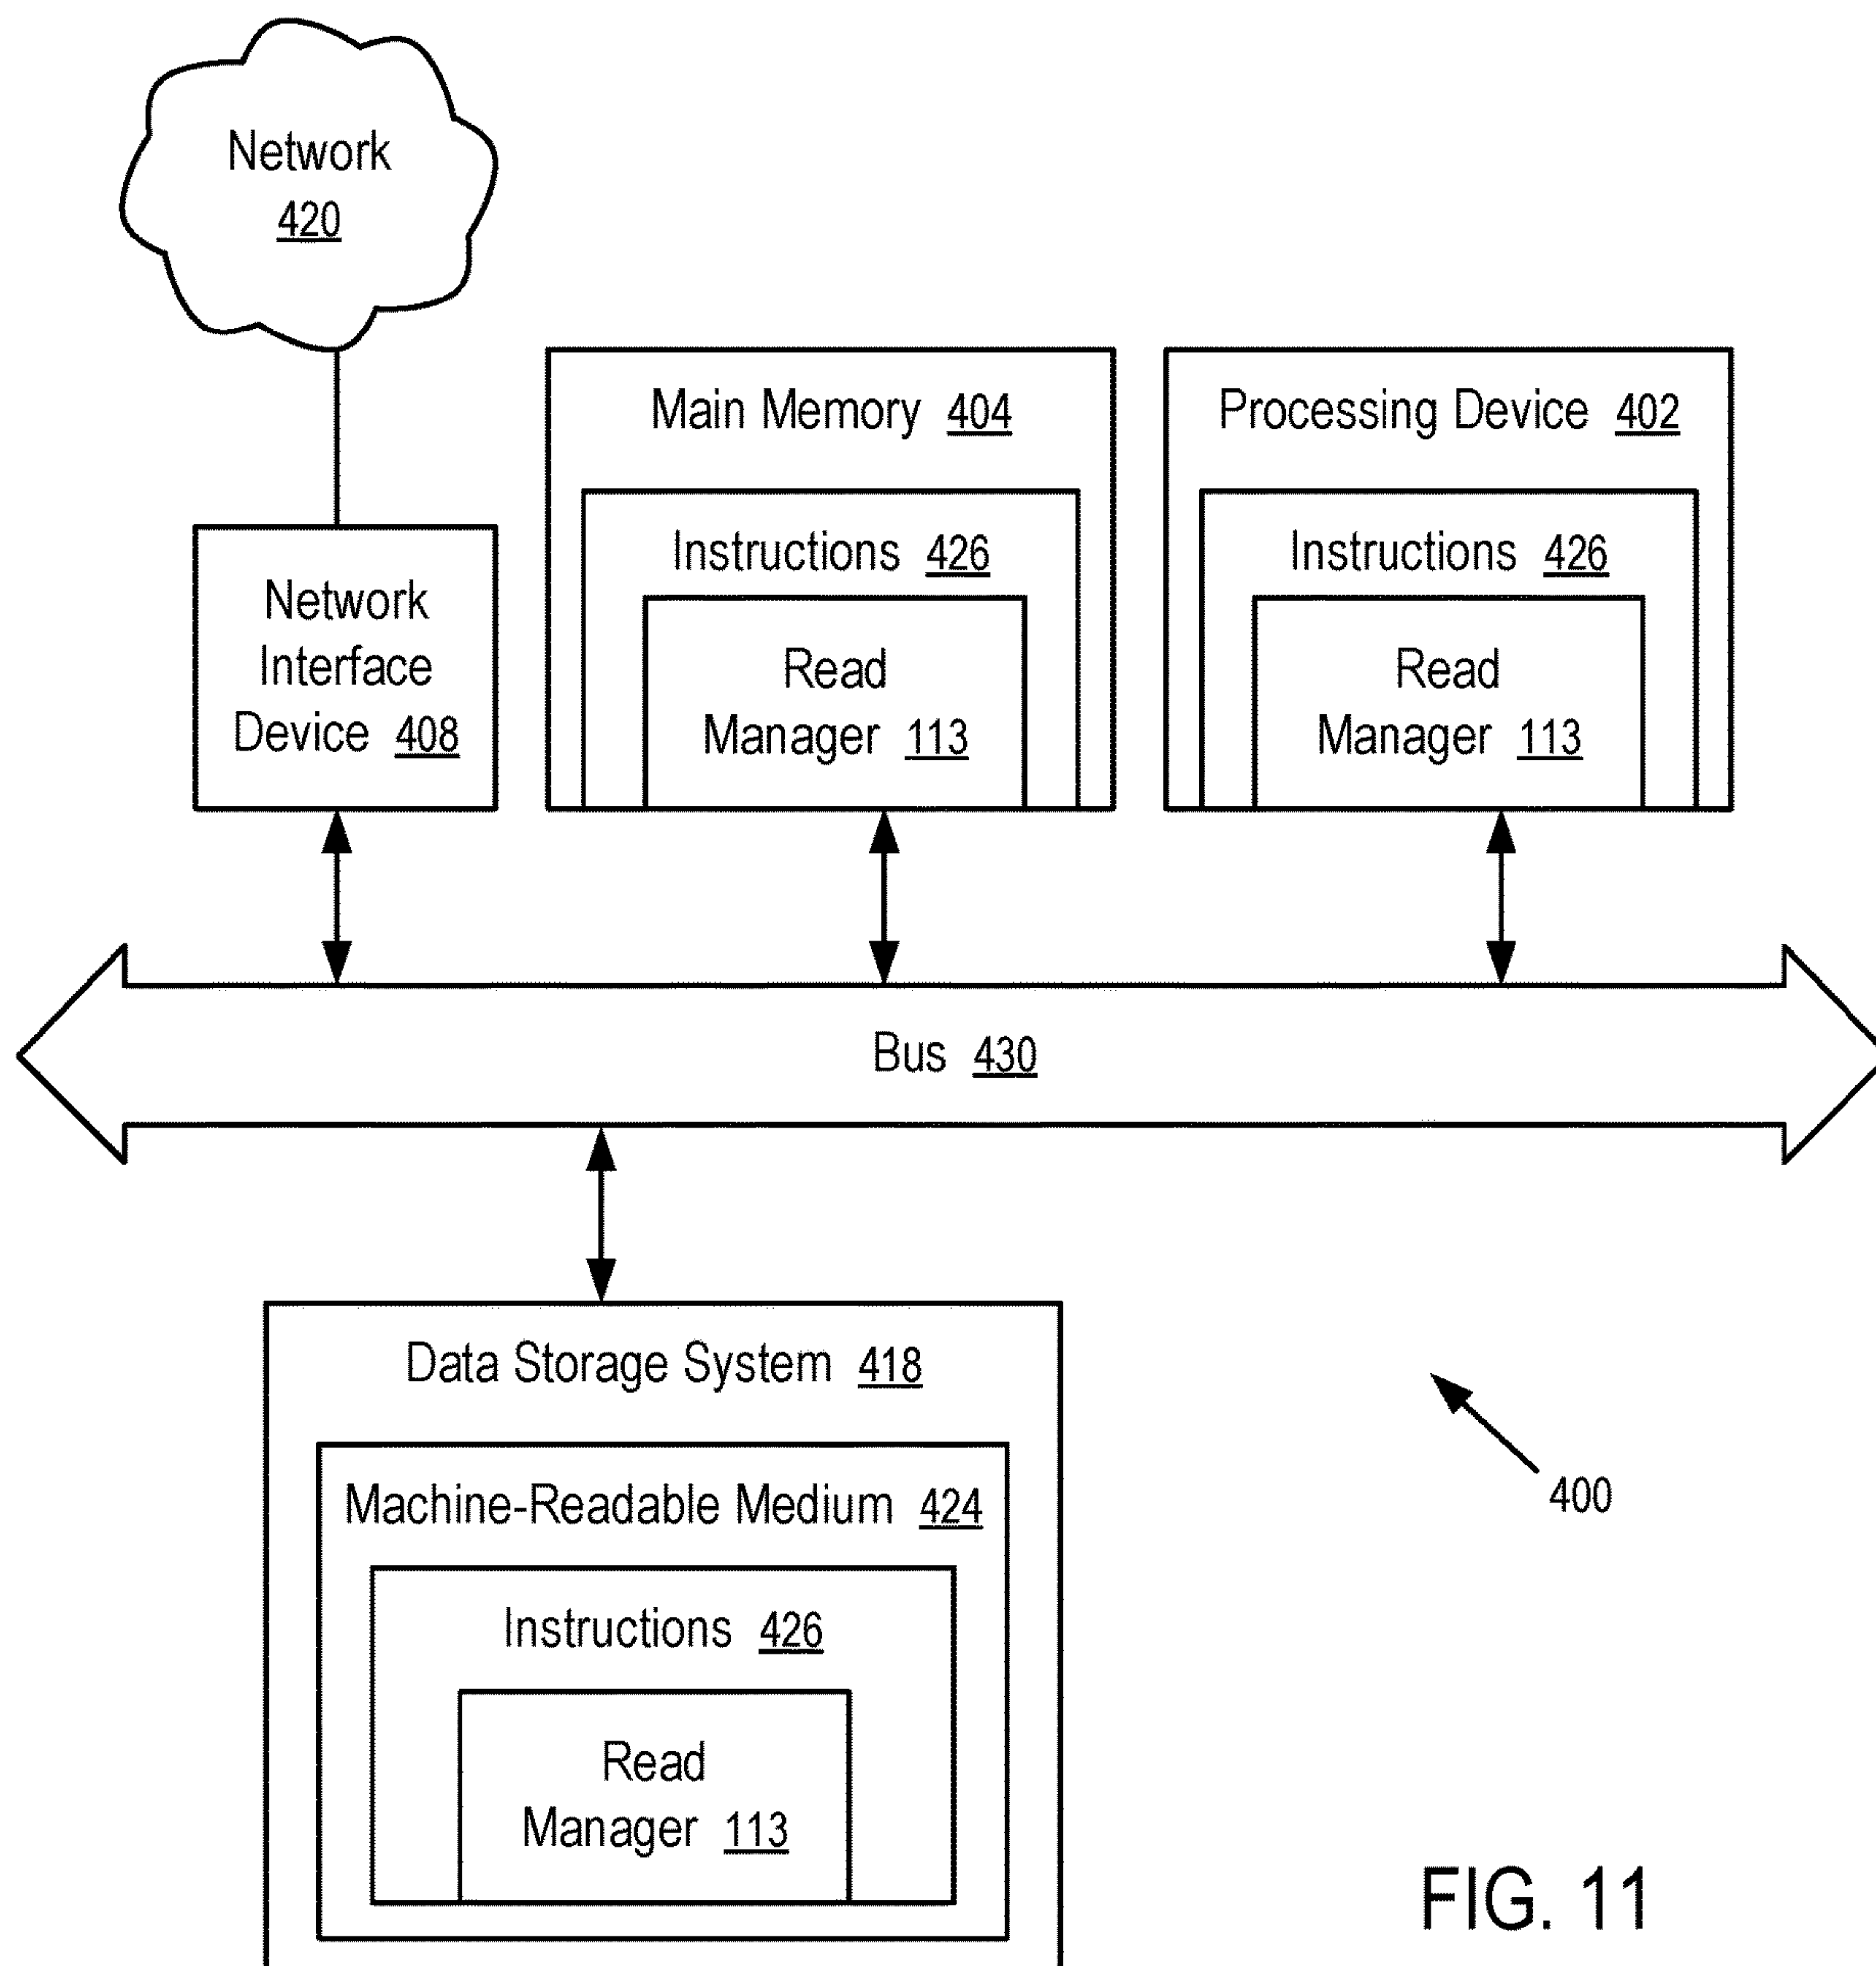 Network
420
Main Memory 404
Processing Device 402
Instructions 426
Instructions 426
Network
Interface
Device 408
Read
Manager 113
Read
Manager 113
Bus 430
Data Storage System 418
Machine-Readable Medium 424
400
Instructions 426
Read
Manager 113
FIG. 11